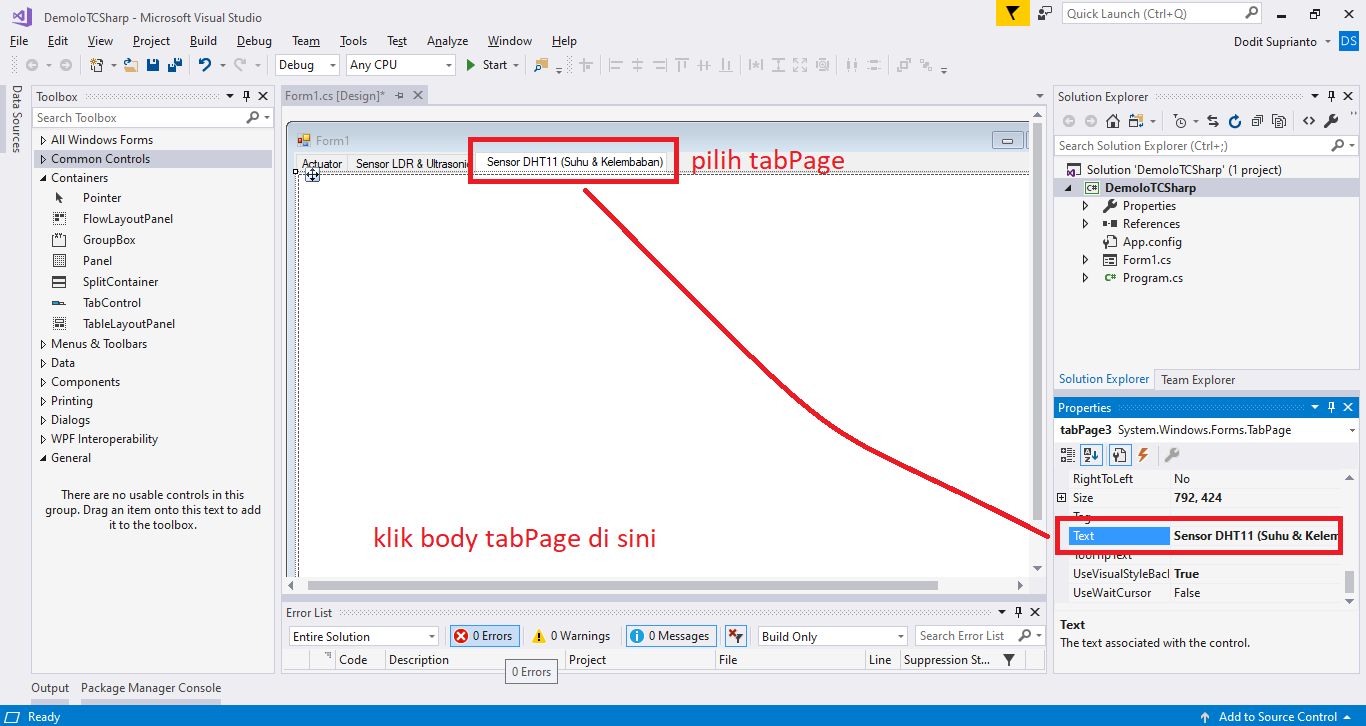 DemoIoTCSharp - Microsoft Visual Studio
Quick Launch (Ctrl+Q)
File Edit View Project Build Debug Team Tools Test Analyze Window Help
Dodit Suprianto DS
Debug Any CPU Start
Data Sources
Toolbox
Search Toolbox
All Windows Forms
Common Controls
Containers
Pointer
FlowLayoutPanel
GroupBox
Panel
SplitContainer
TabControl
TableLayoutPanel
Menus & Toolbars
Data
Components
Printing
Dialogs
WPF Interoperability
General
There are no usable controls in this
group. Drag an item onto this text to add
it to the toolbox.
Form1.cs [Design]*
Form1
Actuator Sensor LDR & Ultrasonic Sensor DHT11 (Suhu & Kelembaban)
pilih tabPage
klik body tabPage di sini
Error List
Entire Solution 0 Errors 0 Warnings 0 Messages Build Only Search Error List
Code Description Project File Line Suppression St...
0 Errors
Solution Explorer
Search Solution Explorer (Ctrl+;)
Solution 'DemoIoTCSharp' (1 project)
C# DemoIoTCSharp
Properties
References
App.config
Form1.cs
C# Program.cs
Solution Explorer Team Explorer
Properties
tabPage3 System.Windows.Forms.TabPage
RightToLeft No
Size 792, 424
Tag
Text Sensor DHT11 (Suhu & Kelem
ToolTipText
UseVisualStyleBacl True
UseWaitCursor False
Text
The text associated with the control.
Output Package Manager Console
Ready
Add to Source Control